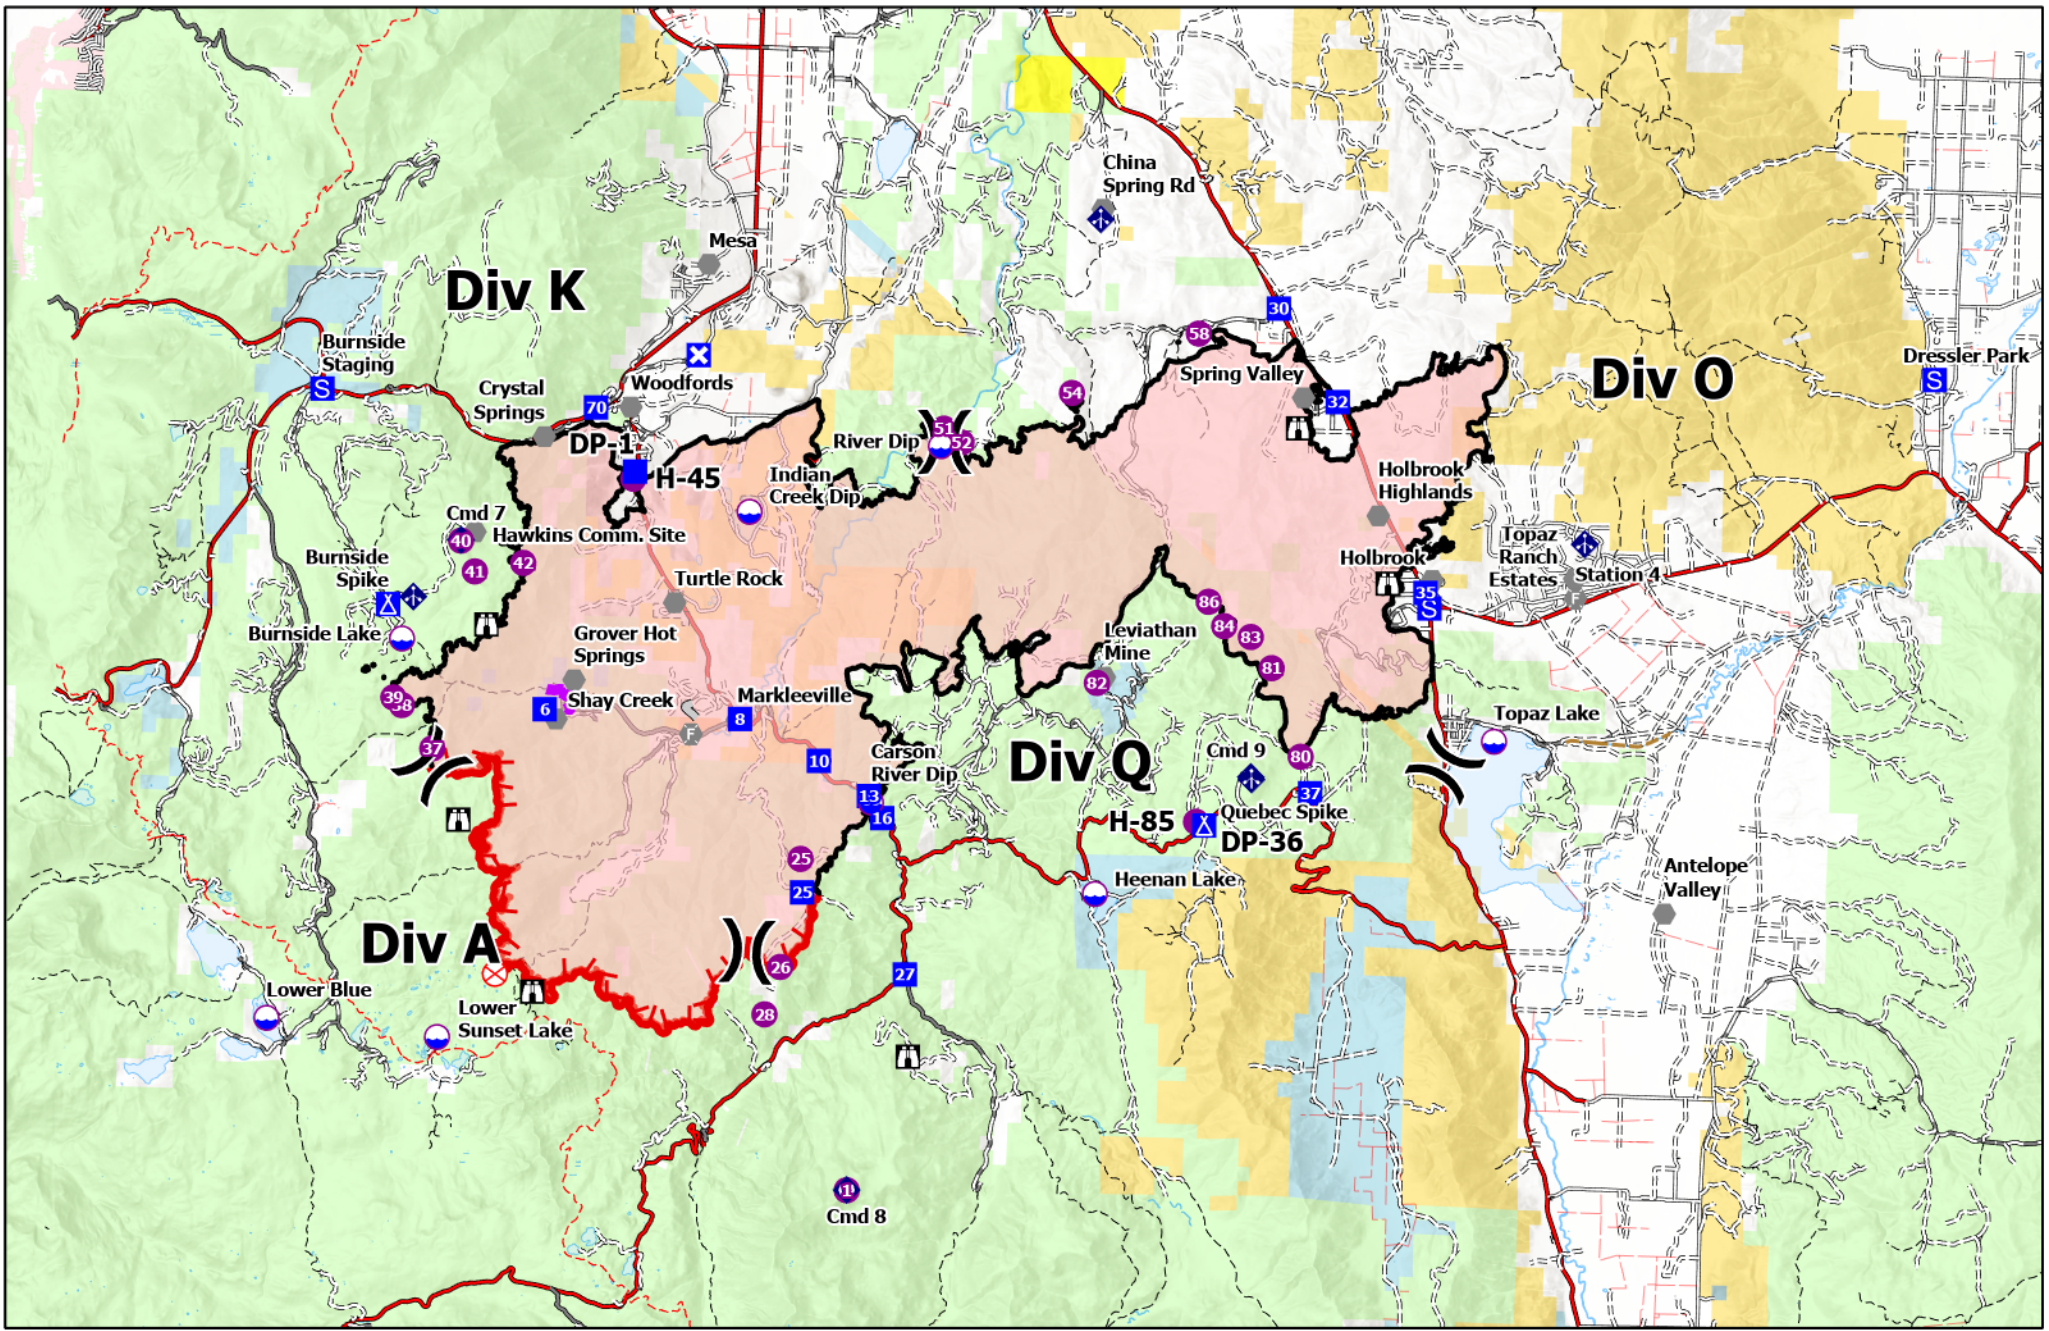 China
Spring Rd
Mesa
Div K
30
58
Burnside
Staging
S
Woodfords
Crystal
Springs
70
DP-1
H-45
Spring Valley
54
32
Div O
Dressler Park
S
51
52
River Dip
Indian
Creek Dip
Holbrook
Highlands
Cmd 7
40
Hawkins Comm. Site
41
42
Burnside
Spike
Burnside Lake
Turtle Rock
Topaz
Ranch
Estates
Station 4
F
Holbrook
35
S
86
84
83
81
Leviathan
Mine
82
Grover Hot
Springs
Shay Creek
6
39
38
37
Markleeville
8
F
10
Carson
River Dip
13
16
Div Q
Cmd 9
80
37
Topaz Lake
H-85
Quebec Spike
DP-36
Heenan Lake
25
25
Antelope
Valley
Div A
26
27
28
Lower Blue
Lower
Sunset Lake
1
Cmd 8